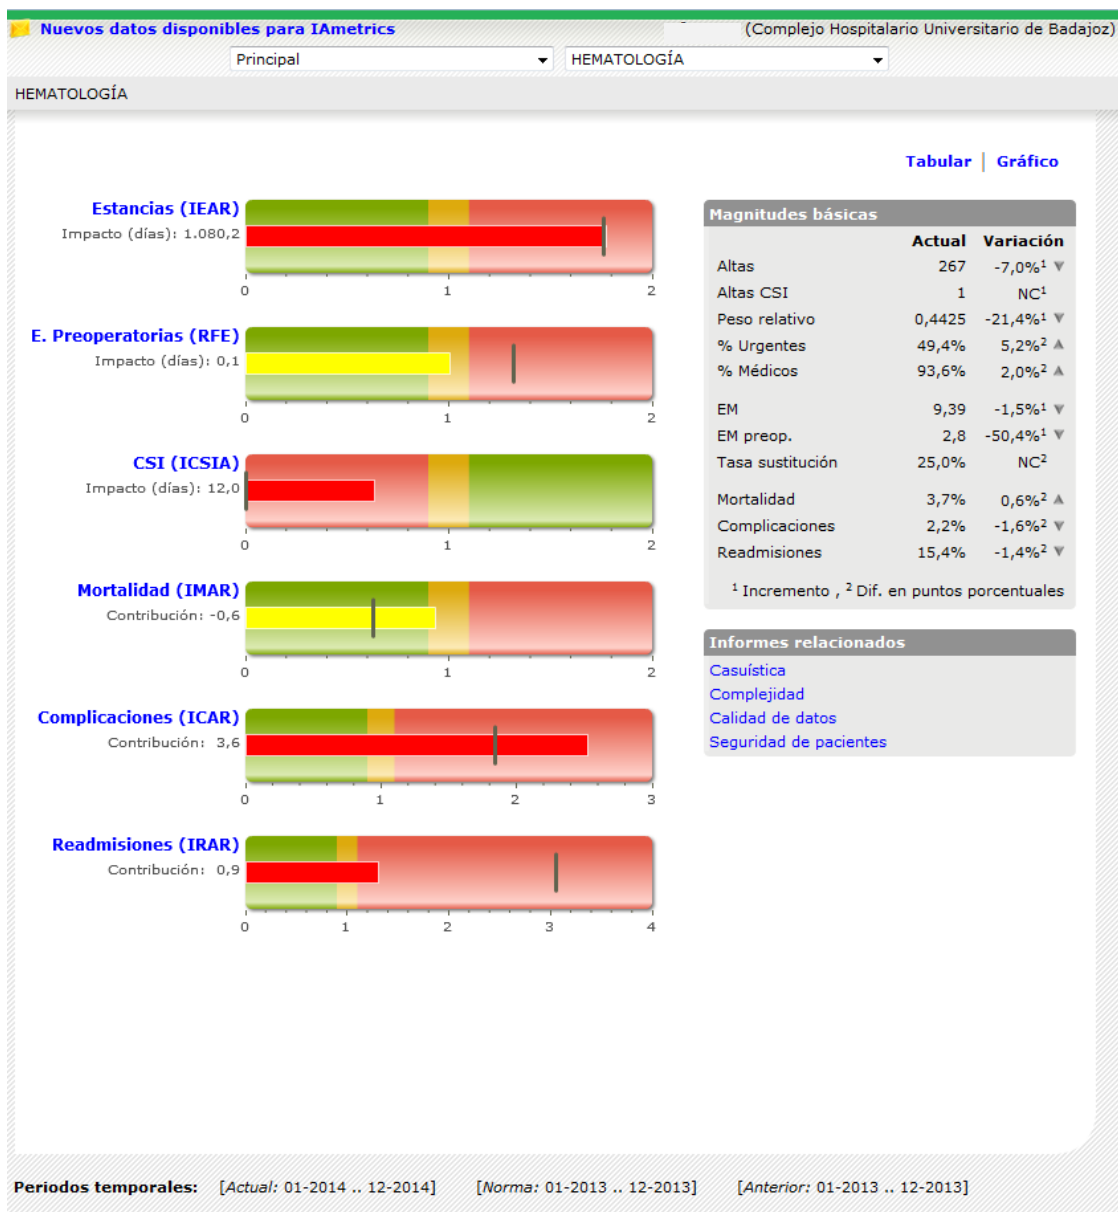 Nuevos datos disponibles para IAmetrics
(Complejo Hospitalario Universitario de Badajoz)
Principal
HEMATOLOGÍA
HEMATOLOGÍA
Tabular | Gráfico
Estancias (IEAR)
Impacto (días): 1.080,2
0 1 2
E. Preoperatorias (RFE)
Impacto (días): 0,1
0 1 2
CSI (ICSIA)
Impacto (días): 12,0
0 1 2
Mortalidad (IMAR)
Contribución: -0,6
0 1 2
Complicaciones (ICAR)
Contribución: 3,6
0 1 2 3
Readmisiones (IRAR)
Contribución: 0,9
0 1 2 3 4
Magnitudes básicas
Actual Variación
Altas 267 -7,0%¹
Altas CSI 1 NC¹
Peso relativo 0,4425 -21,4%¹
% Urgentes 49,4% 5,2%²
% Médicos 93,6% 2,0%²
EM 9,39 -1,5%¹
EM preop. 2,8 -50,4%¹
Tasa sustitución 25,0% NC²
Mortalidad 3,7% 0,6%²
Complicaciones 2,2% -1,6%²
Readmisiones 15,4% -1,4%²
¹ Incremento , ² Dif. en puntos porcentuales
Informes relacionados
Casuística
Complejidad
Calidad de datos
Seguridad de pacientes
Periodos temporales: [Actual: 01-2014 .. 12-2014] [Norma: 01-2013 .. 12-2013] [Anterior: 01-2013 .. 12-2013]